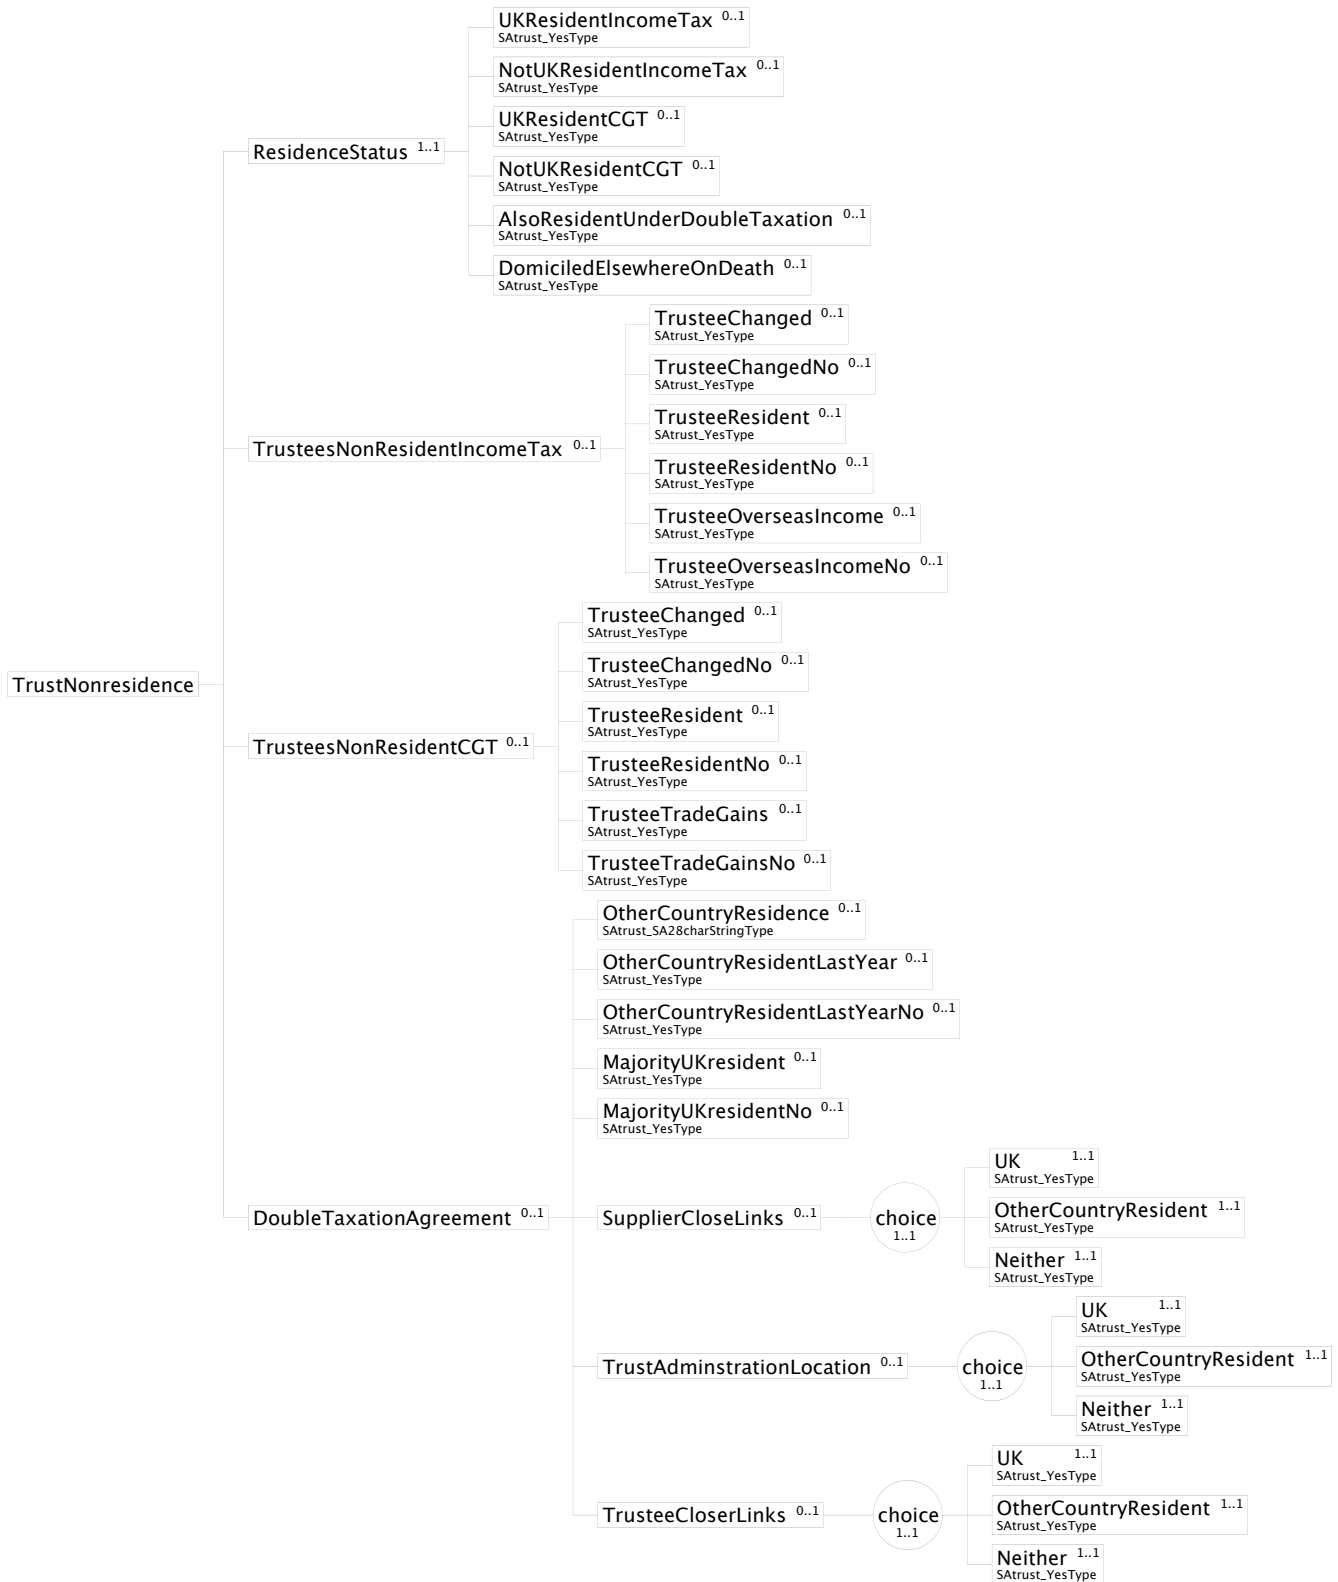 UKResidentIncomeTax 0..1
SAtrust_YesType
NotUKResidentIncomeTax 0..1
SAtrust_YesType
UKResidentCGT 0..1
SAtrust_YesType
ResidenceStatus 1..1
NotUKResidentCGT 0..1
SAtrust_YesType
AlsoResidentUnderDoubleTaxation 0..1
SAtrust_YesType
DomiciledElsewhereOnDeath 0..1
SAtrust_YesType
TrusteeChanged 0..1
SAtrust_YesType
TrusteeChangedNo 0..1
SAtrust_YesType
TrusteeResident 0..1
SAtrust_YesType
TrusteesNonResidentIncomeTax 0..1
TrusteeResidentNo 0..1
SAtrust_YesType
TrusteeOverseasIncome 0..1
SAtrust_YesType
TrusteeOverseasIncomeNo 0..1
SAtrust_YesType
TrusteeChanged 0..1
SAtrust_YesType
TrusteeChangedNo 0..1
SAtrust_YesType
TrustNonresidence
TrusteeResident 0..1
SAtrust_YesType
TrusteesNonResidentCGT 0..1
TrusteeResidentNo 0..1
SAtrust_YesType
TrusteeTradeGains 0..1
SAtrust_YesType
TrusteeTradeGainsNo 0..1
SAtrust_YesType
OtherCountryResidence 0..1
SAtrust_SA28charStringType
OtherCountryResidentLastYear 0..1
SAtrust_YesType
OtherCountryResidentLastYearNo 0..1
SAtrust_YesType
MajorityUKresident 0..1
SAtrust_YesType
MajorityUKresidentNo 0..1
SAtrust_YesType
UK 1..1
SAtrust_YesType
DoubleTaxationAgreement 0..1
SupplierCloseLinks 0..1
choice
1..1
OtherCountryResident 1..1
SAtrust_YesType
Neither 1..1
SAtrust_YesType
UK 1..1
SAtrust_YesType
TrustAdminstrationLocation 0..1
choice
1..1
OtherCountryResident 1..1
SAtrust_YesType
Neither 1..1
SAtrust_YesType
UK 1..1
SAtrust_YesType
TrusteeCloserLinks 0..1
choice
1..1
OtherCountryResident 1..1
SAtrust_YesType
Neither 1..1
SAtrust_YesType